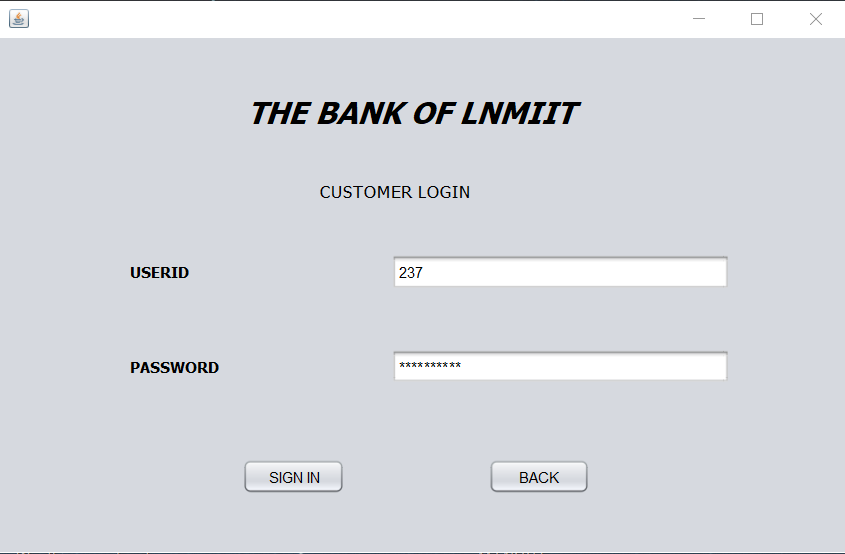 THE BANK OF LNMIIT
CUSTOMER LOGIN
USERID 237
PASSWORD **********
SIGN IN BACK